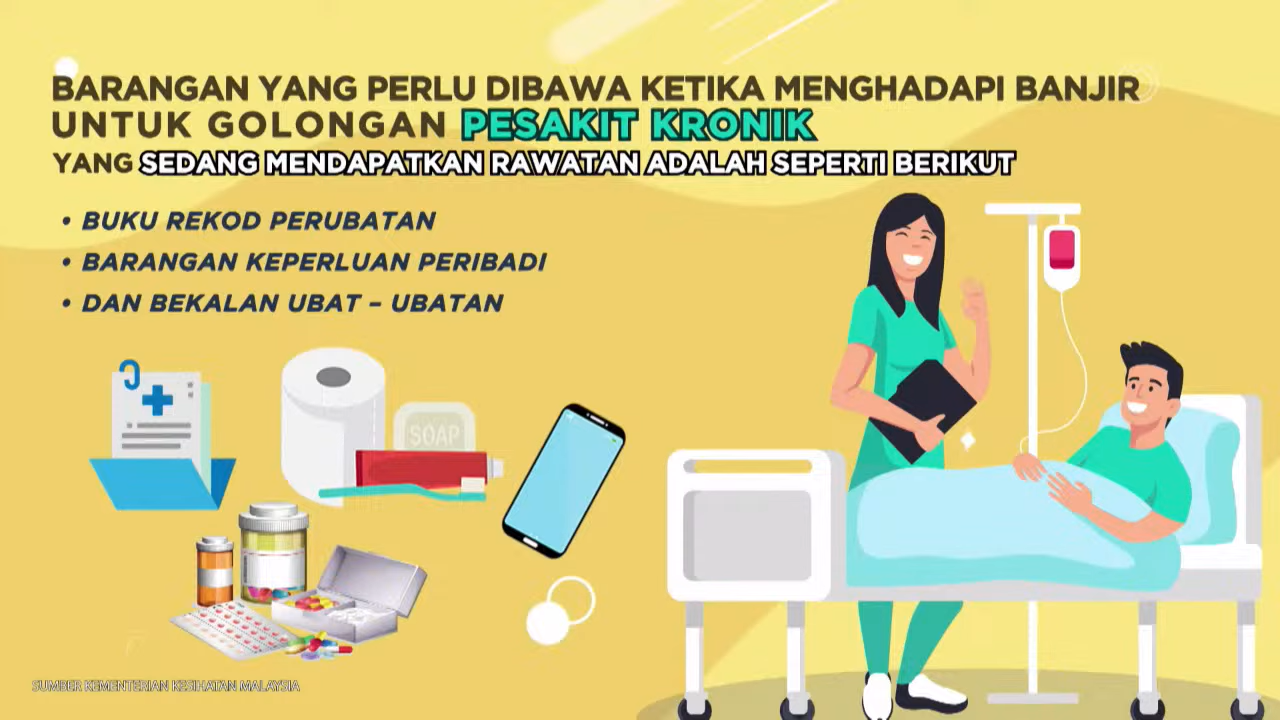 BARANGAN YANG PERLU DIBAWA KETIKA MENGHADAPI BANJIR
UNTUK GOLONGAN PESAKIT KRONIK
YANG SEDANG MENDAPATKAN RAWATAN ADALAH SEPERTI BERIKUT
• BUKU REKOD PERUBATAN
• BARANGAN KEPERLUAN PERIBADI
• DAN BEKALAN UBAT – UBATAN
SOAP
SUMBER KEMENTERIAN KESIHATAN MALAYSIA